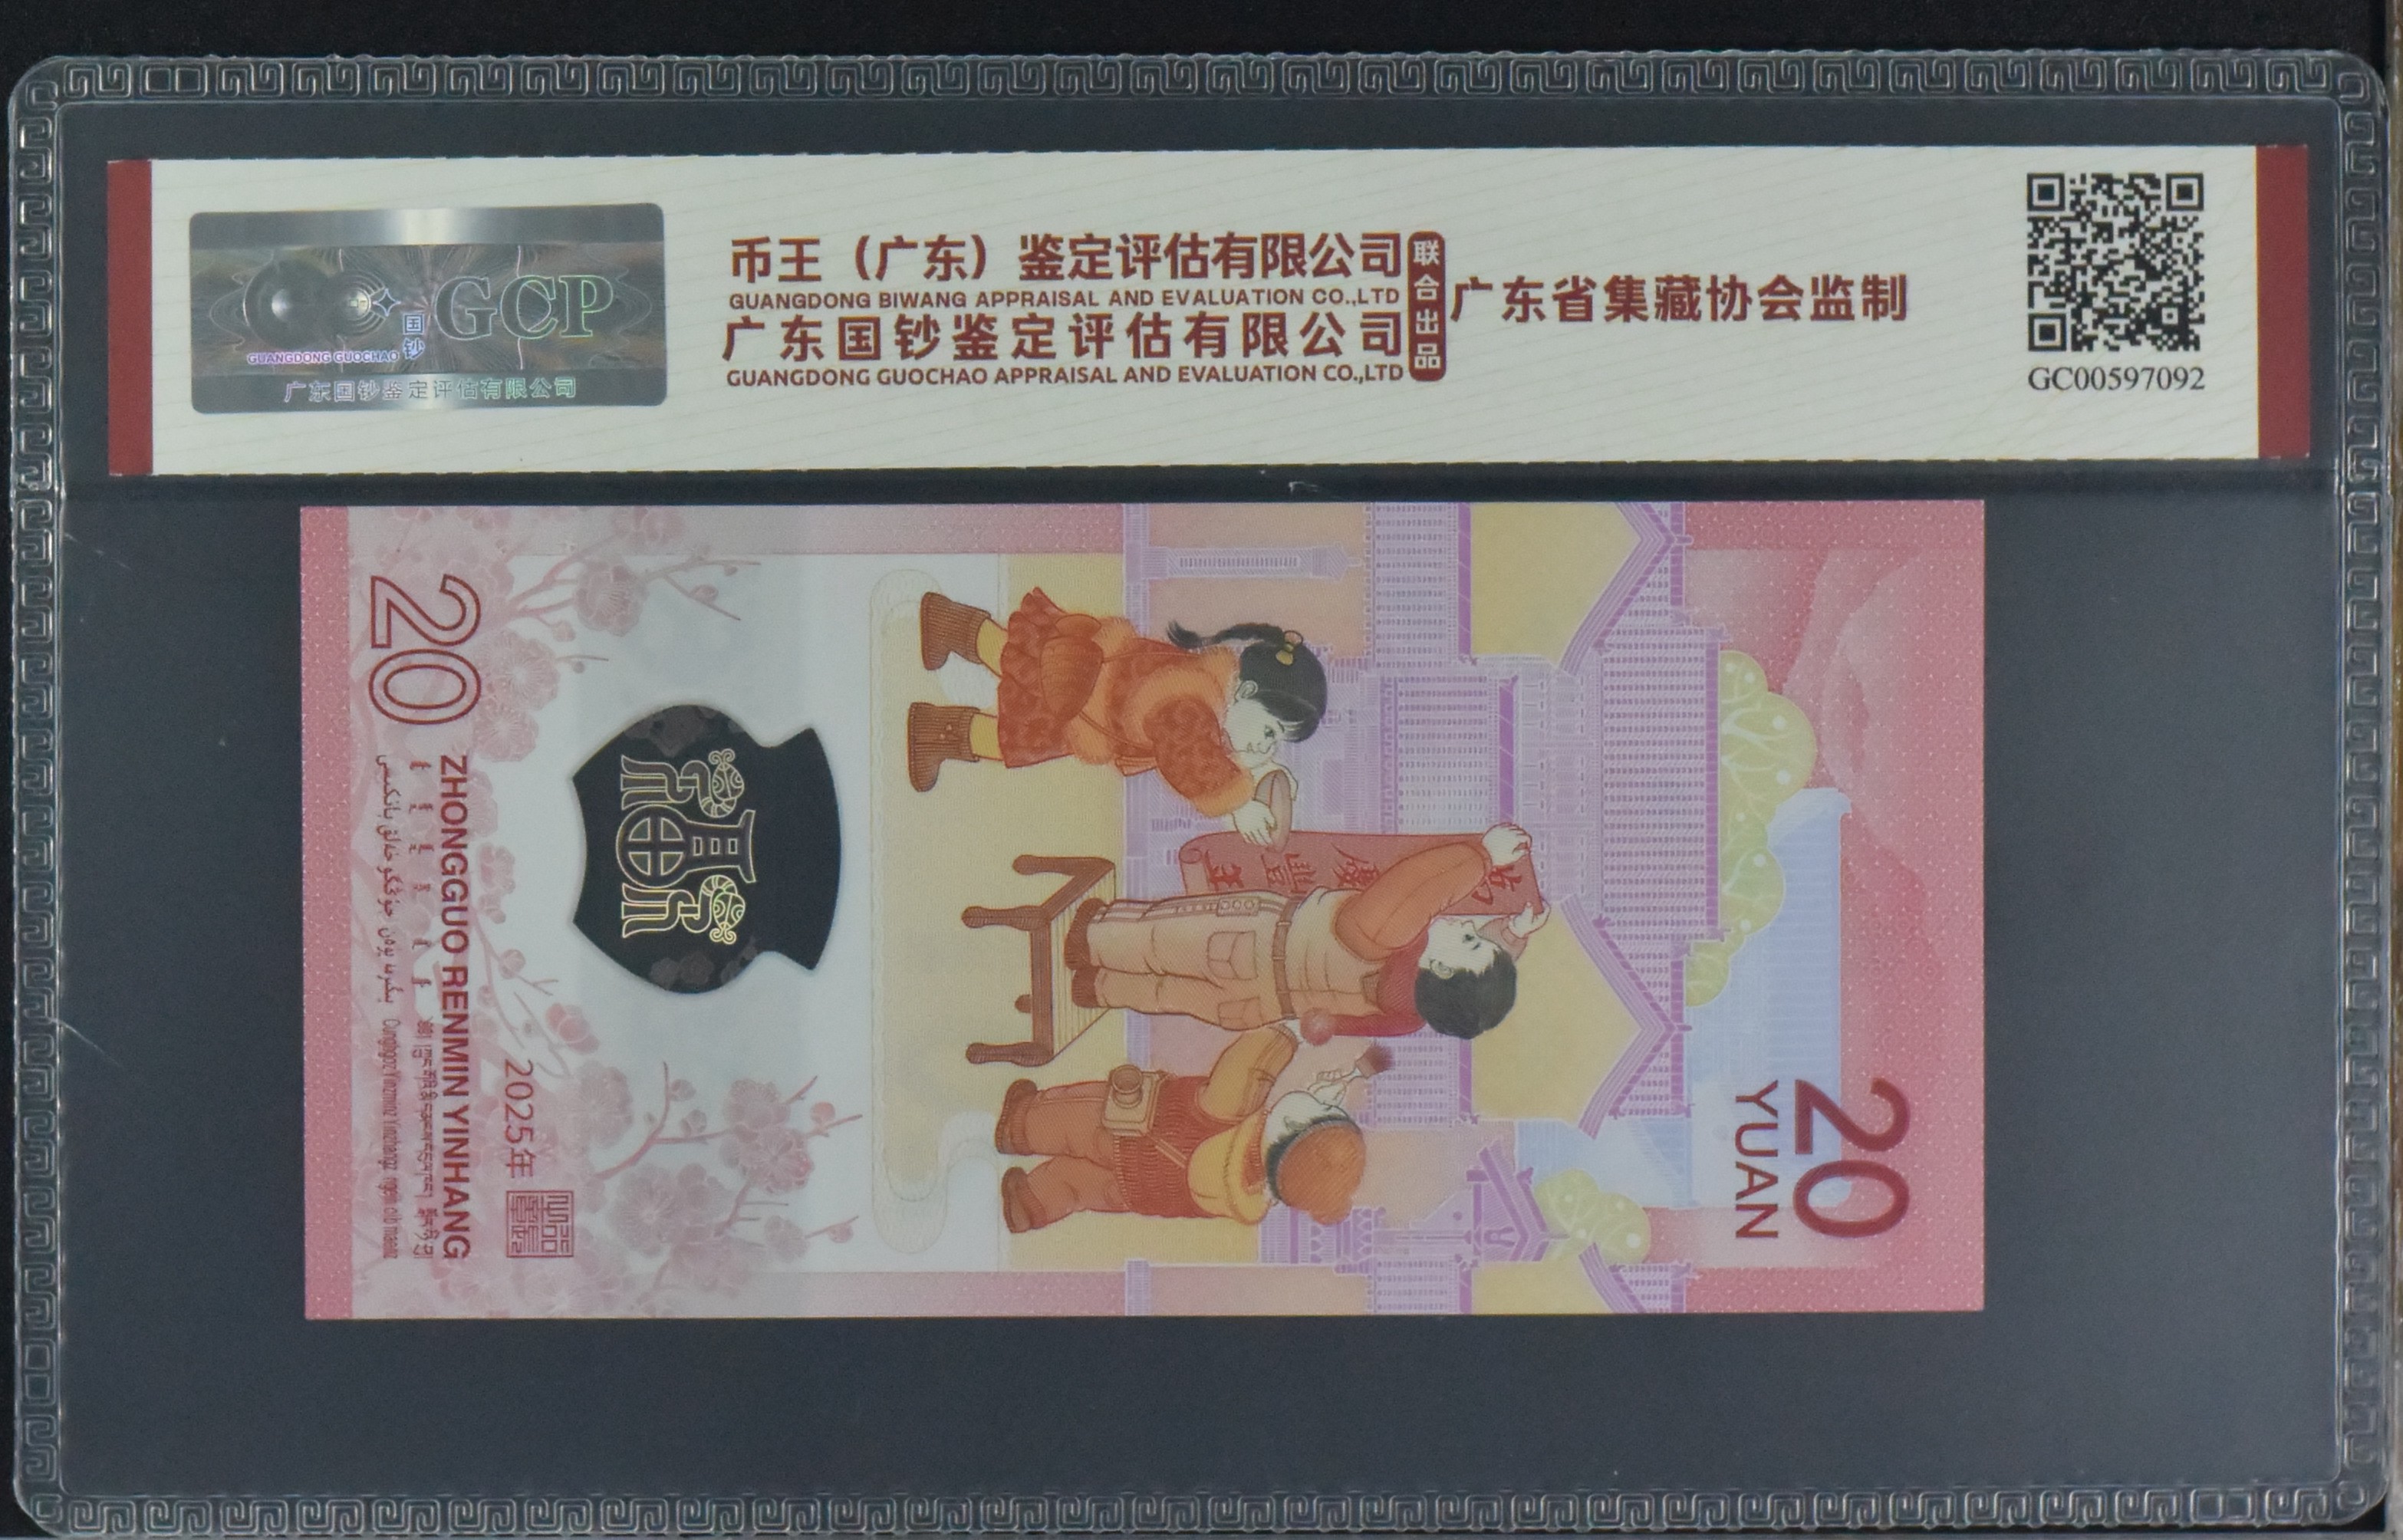 GCP
国钞
GUANGDONG GUOCHAO
广东国钞鉴定评估有限公司
币王（广东）鉴定评估有限公司
GUANGDONG BIWANG APPRAISAL AND EVALUATION CO.,LTD
广东国钞鉴定评估有限公司
GUANGDONG GUOCHAO APPRAISAL AND EVALUATION CO.,LTD
联合出品
广东省集藏协会监制
GC00597092
20
YUAN
慶豐年
福
2025年
20
ZHONGGUO RENMIN YINHANG